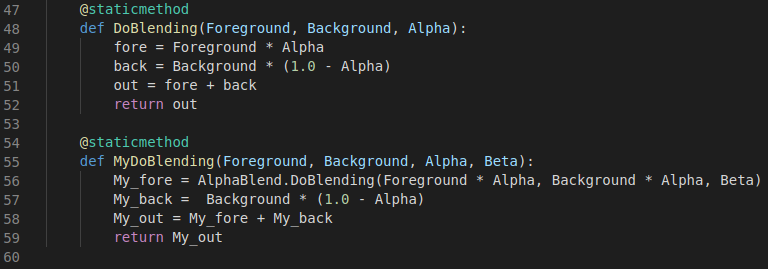 47 @staticmethod
48 def DoBlending(Foreground, Background, Alpha):
49 fore = Foreground * Alpha
50 back = Background * (1.0 - Alpha)
51 out = fore + back
52 return out
53
54 @staticmethod
55 def MyDoBlending(Foreground, Background, Alpha, Beta):
56 My_fore = AlphaBlend.DoBlending(Foreground * Alpha, Background * Alpha, Beta)
57 My_back =  Background * (1.0 - Alpha)
58 My_out = My_fore + My_back
59 return My_out
60